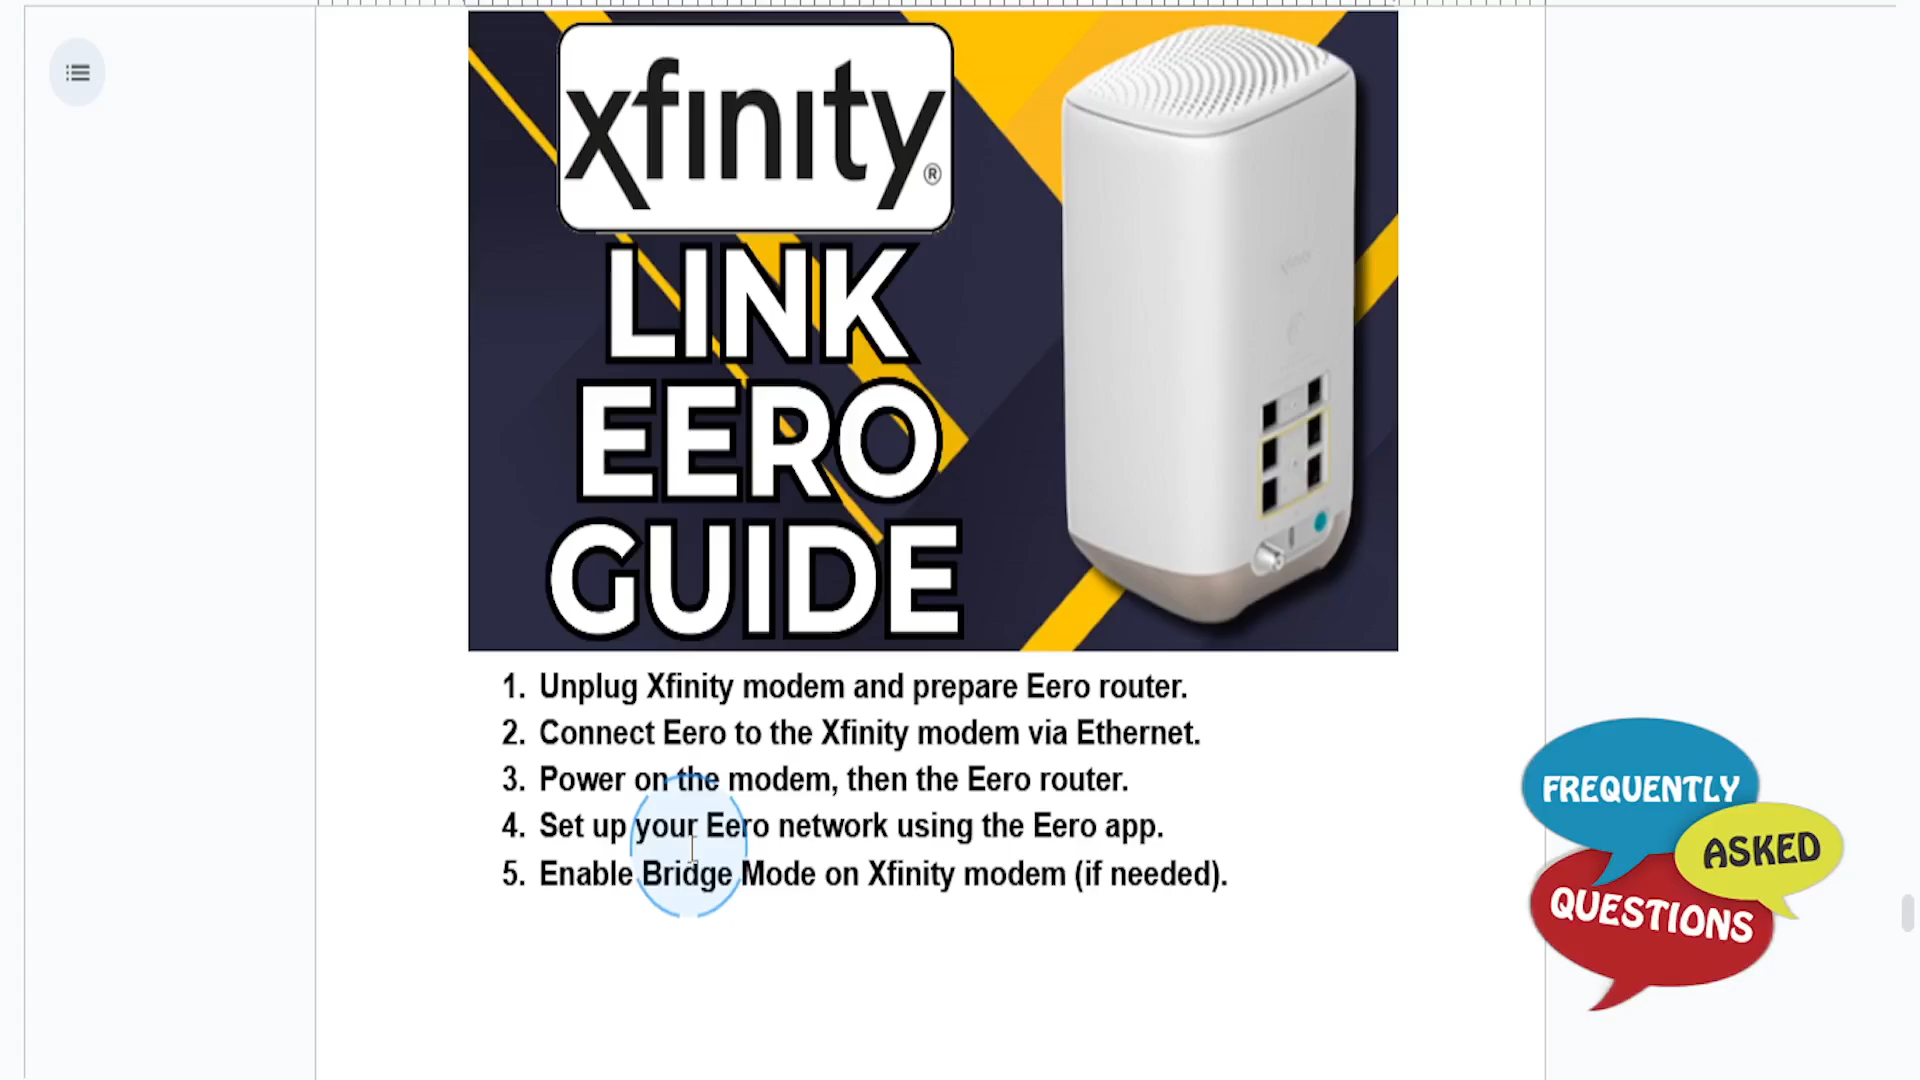 xfinity®
LINK
EERO
GUIDE
1. Unplug Xfinity modem and prepare Eero router.
2. Connect Eero to the Xfinity modem via Ethernet.
3. Power on the modem, then the Eero router.
4. Set up your Eero network using the Eero app.
5. Enable Bridge Mode on Xfinity modem (if needed).
FREQUENTLY
ASKED
QUESTIONS